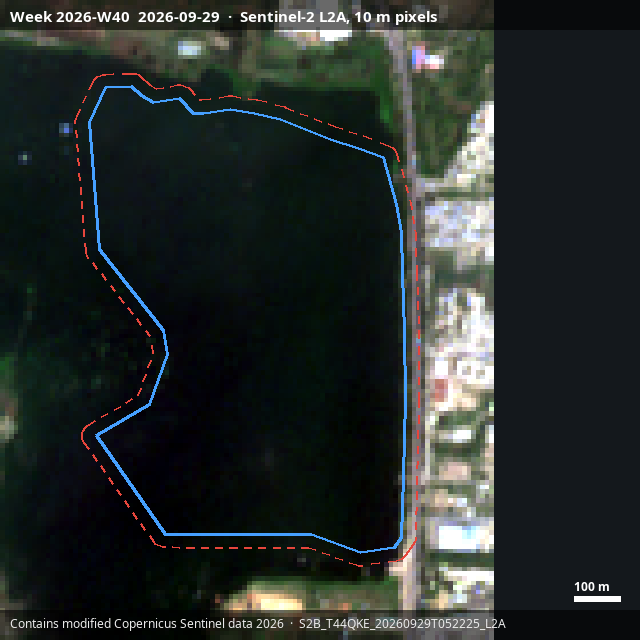 Week 2026-W40 2026-09-29 · Sentinel-2 L2A, 10 m pixels
100 m
Contains modified Copernicus Sentinel data 2026 · S2B_T44QKE_20260929T052225_L2A